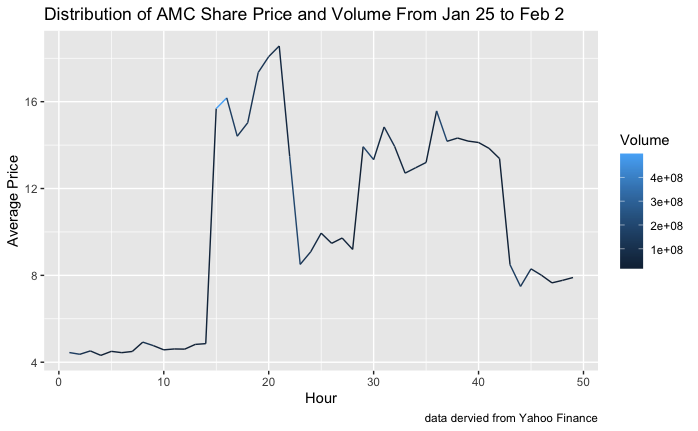 Distribution of AMC Share Price and Volume From Jan 25 to Feb 2
Average Price
16
12
8
4
0
10
20
30
40
50
Hour
Volume
4e+08
3e+08
2e+08
1e+08
data dervied from Yahoo Finance